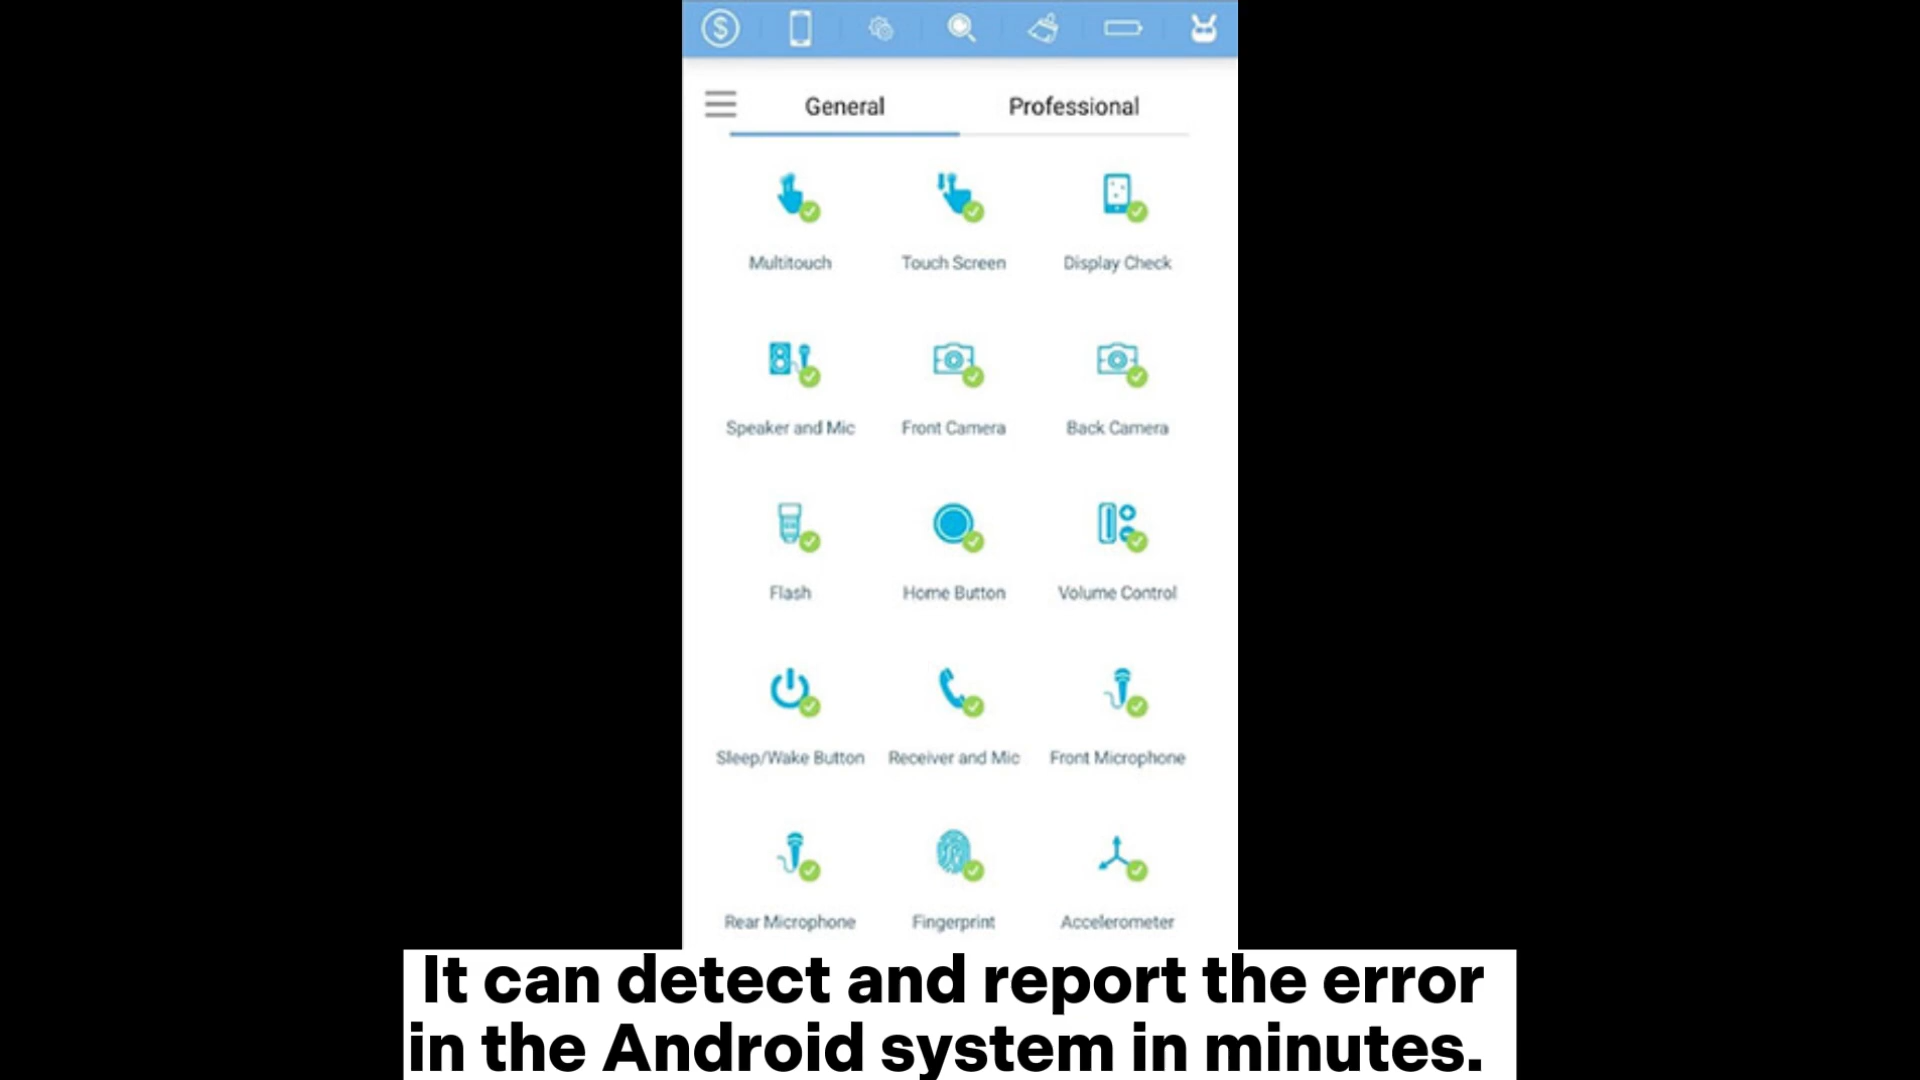 General Professional
Multitouch Touch Screen Display Check
Speaker and Mic Front Camera Back Camera
Flash Home Button Volume Control
Sleep/Wake Button Receiver and Mic Front Microphone
Rear Microphone Fingerprint Accelerometer
It can detect and report the error
in the Android system in minutes.